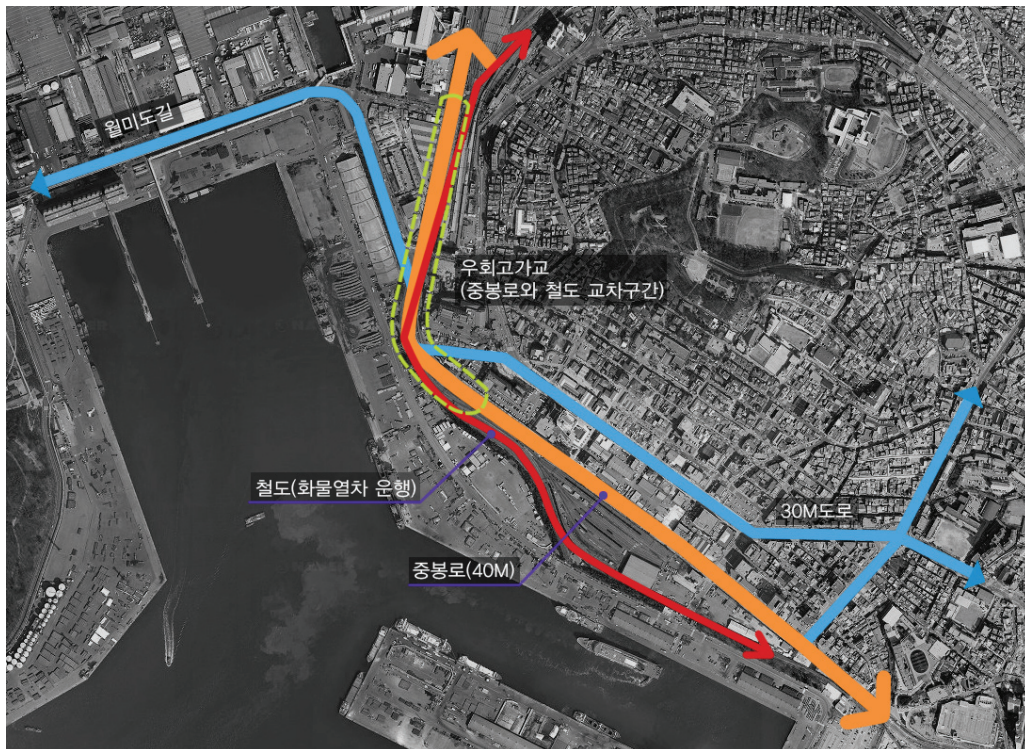 월미도길
우회고가교
(중봉로와 철도 교차구간)
철도(화물열차 운행)
30M도로
중봉로(40M)